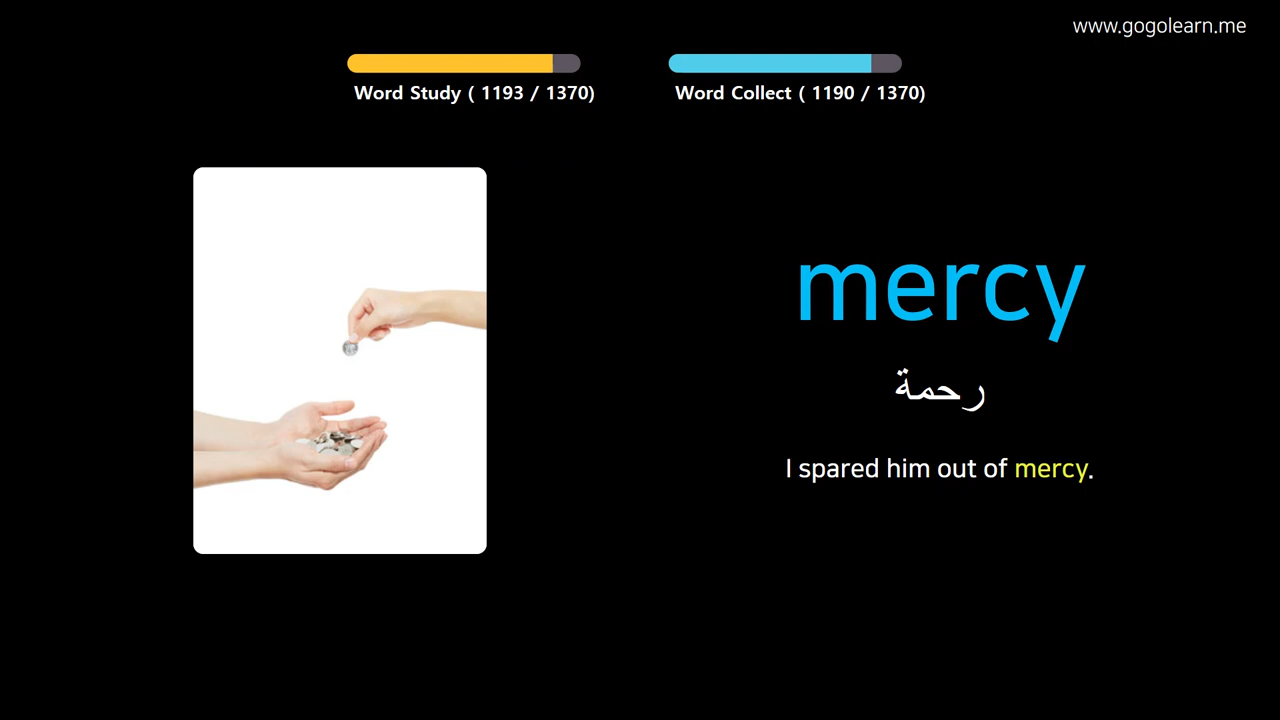 www.gogolearn.me
Word Study ( 1193 / 1370)
Word Collect ( 1190 / 1370)
mercy
رحمة
I spared him out of mercy.